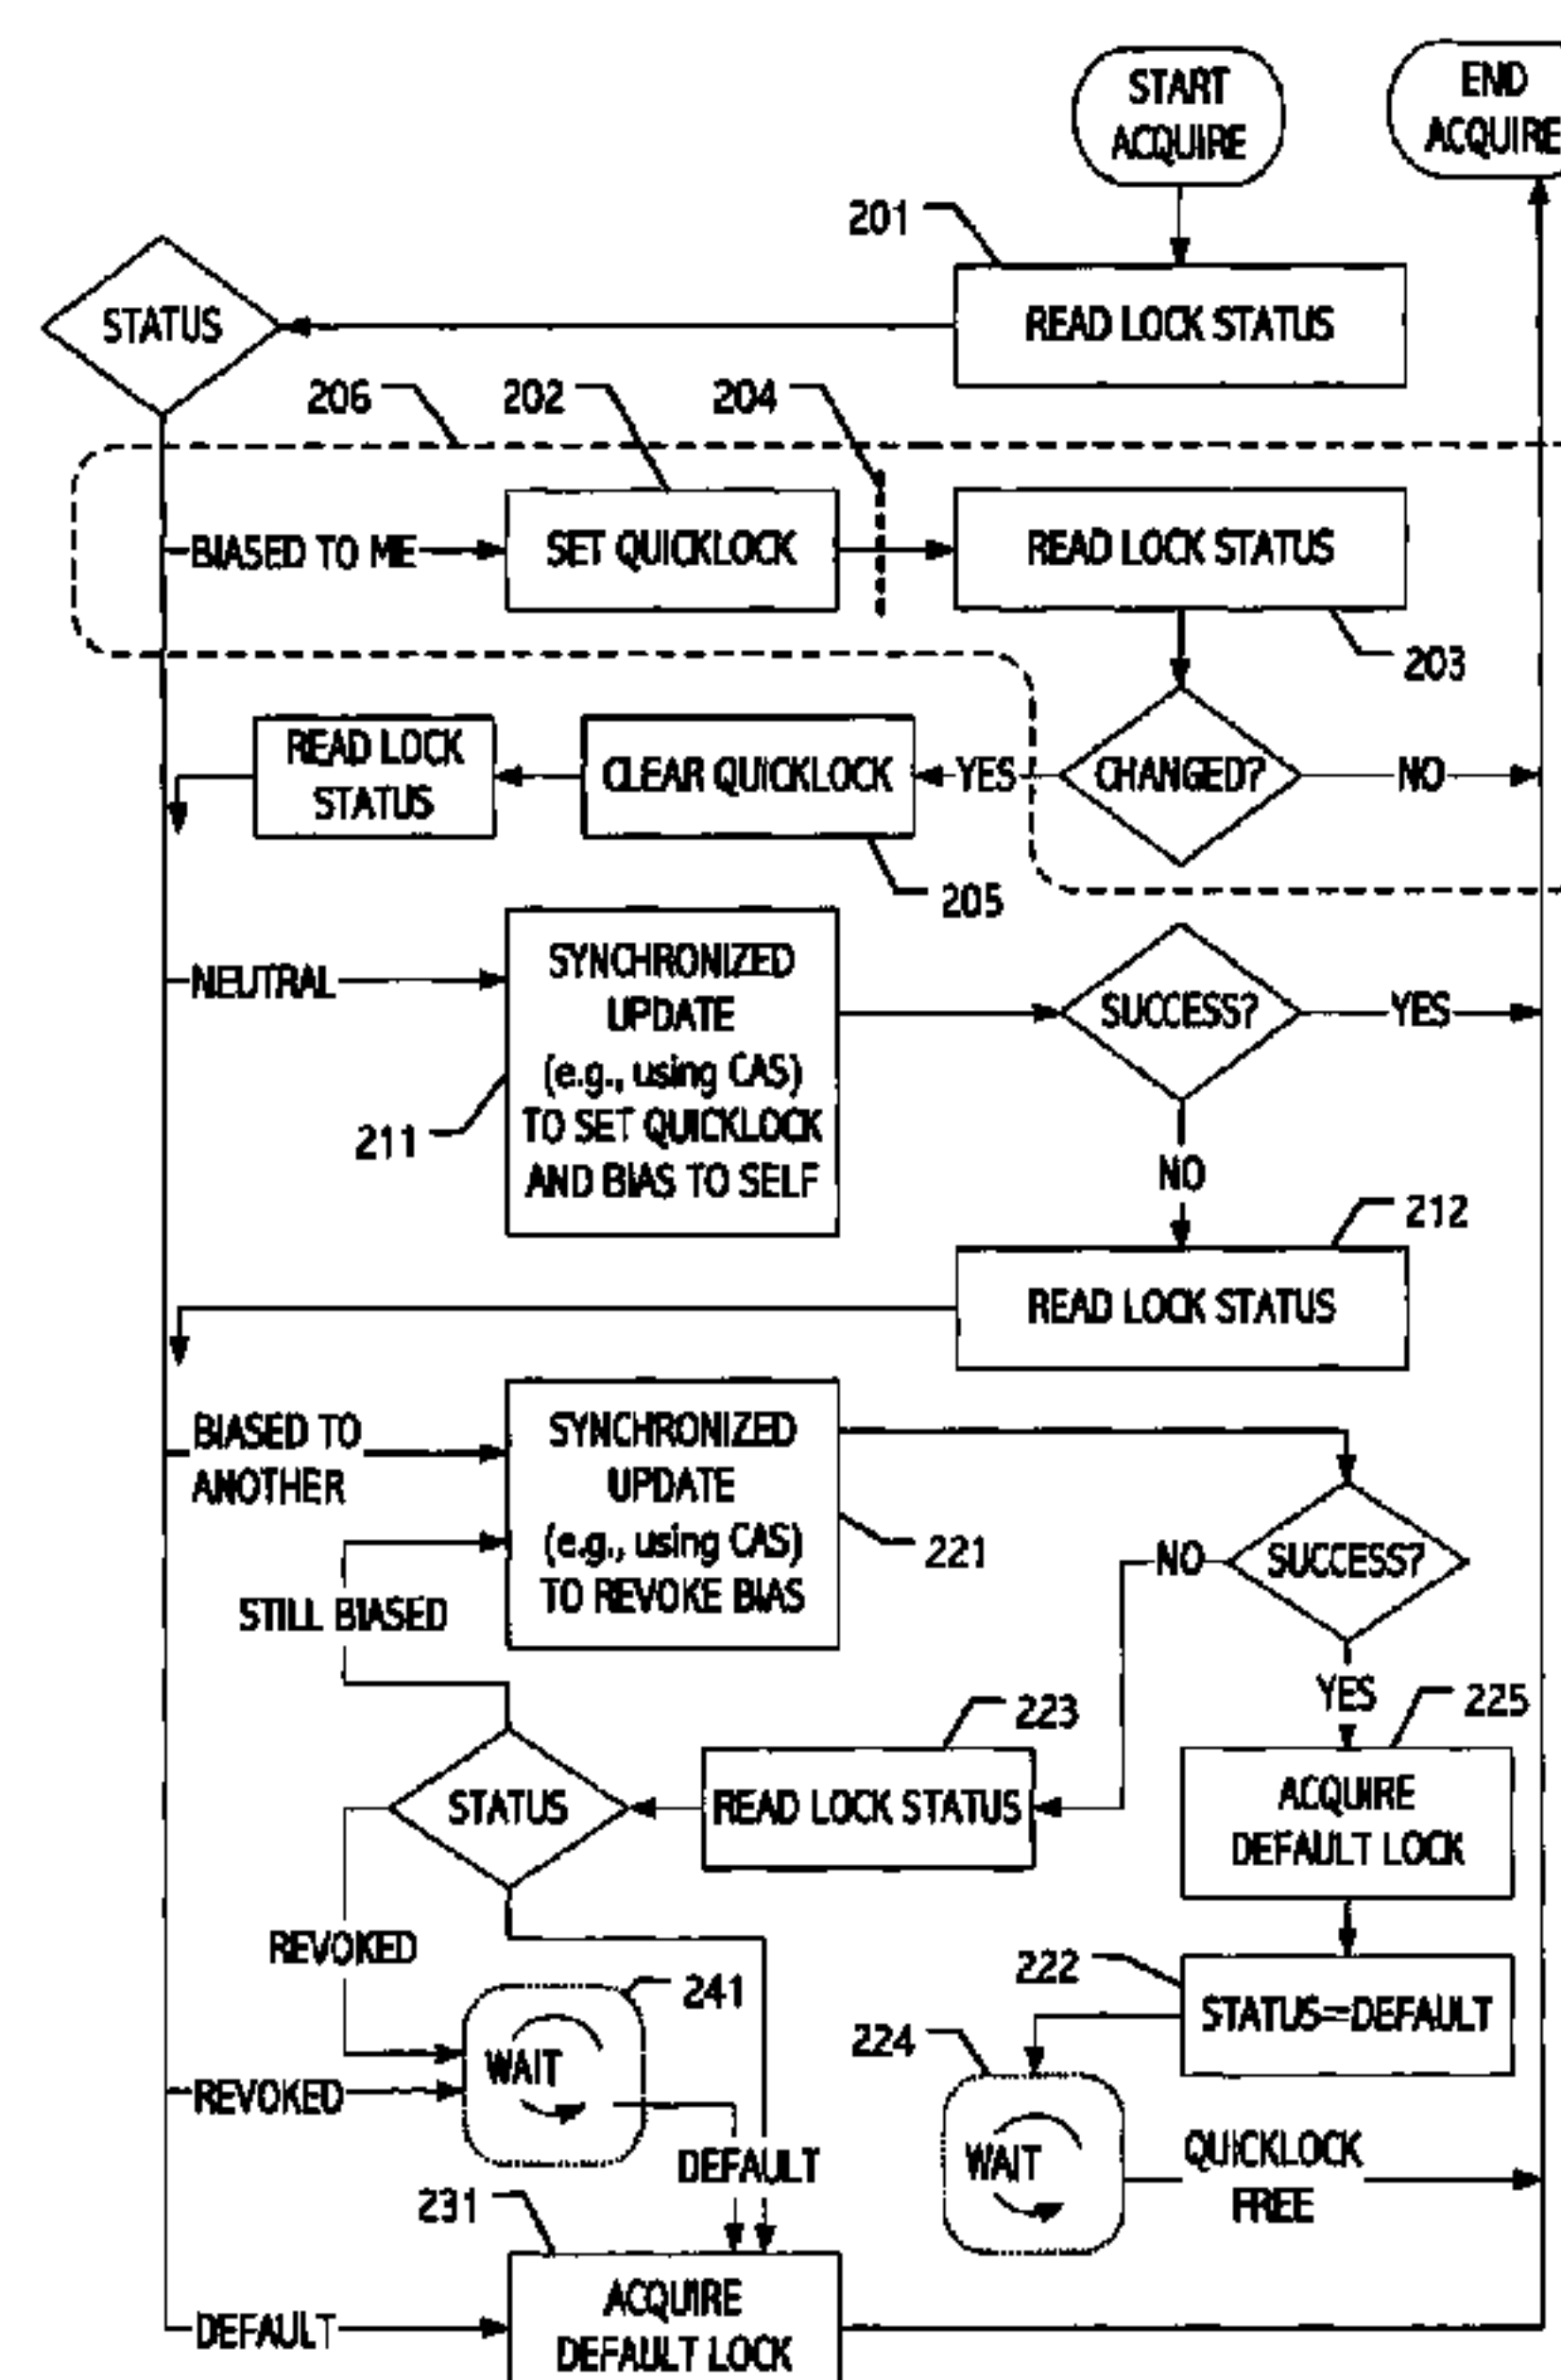 START
ACQUIRE
END
ACQUIRE
201
STATUS
READ LOCK STATUS
206
202
204
BIASED TO ME
SET QUICKLOCK
READ LOCK STATUS
203
READ LOCK
STATUS
CLEAR QUICKLOCK
YES
CHANGED?
NO
205
NEUTRAL
SYNCHRONIZED
UPDATE
(e.g., using CAS)
TO SET QUICKLOCK
AND BIAS TO SELF
211
SUCCESS?
YES
NO
212
READ LOCK STATUS
BIASED TO
ANOTHER
SYNCHRONIZED
UPDATE
(e.g., using CAS)
TO REVOKE BIAS
221
NO
SUCCESS?
STILL BIASED
YES
223
225
STATUS
READ LOCK STATUS
ACQUIRE
DEFAULT LOCK
REVOKED
222
STATUS==DEFAULT
241
WAIT
224
REVOKED
WAIT
QUICKLOCK
FREE
DEFAULT
231
ACQUIRE
DEFAULT LOCK
DEFAULT